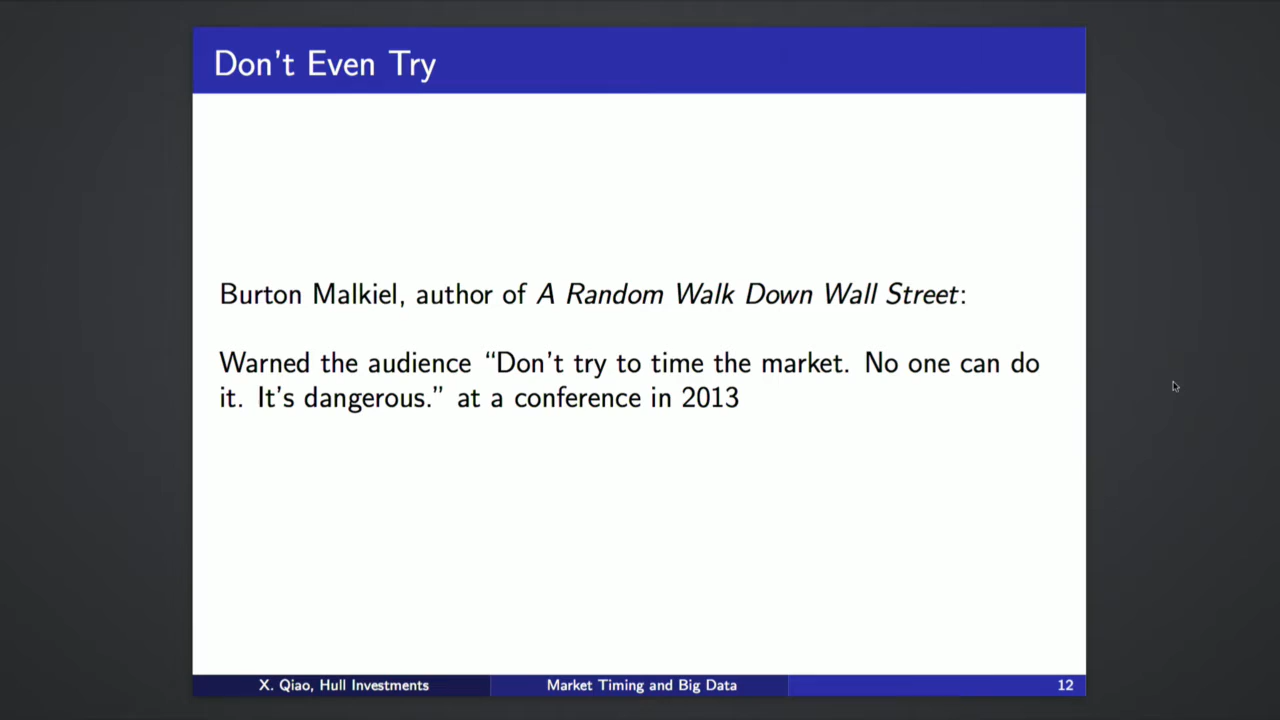 Don't Even Try
Burton Malkiel, author of A Random Walk Down Wall Street:
Warned the audience “Don't try to time the market. No one can do
it. It's dangerous.” at a conference in 2013
X. Qiao, Hull Investments
Market Timing and Big Data
12